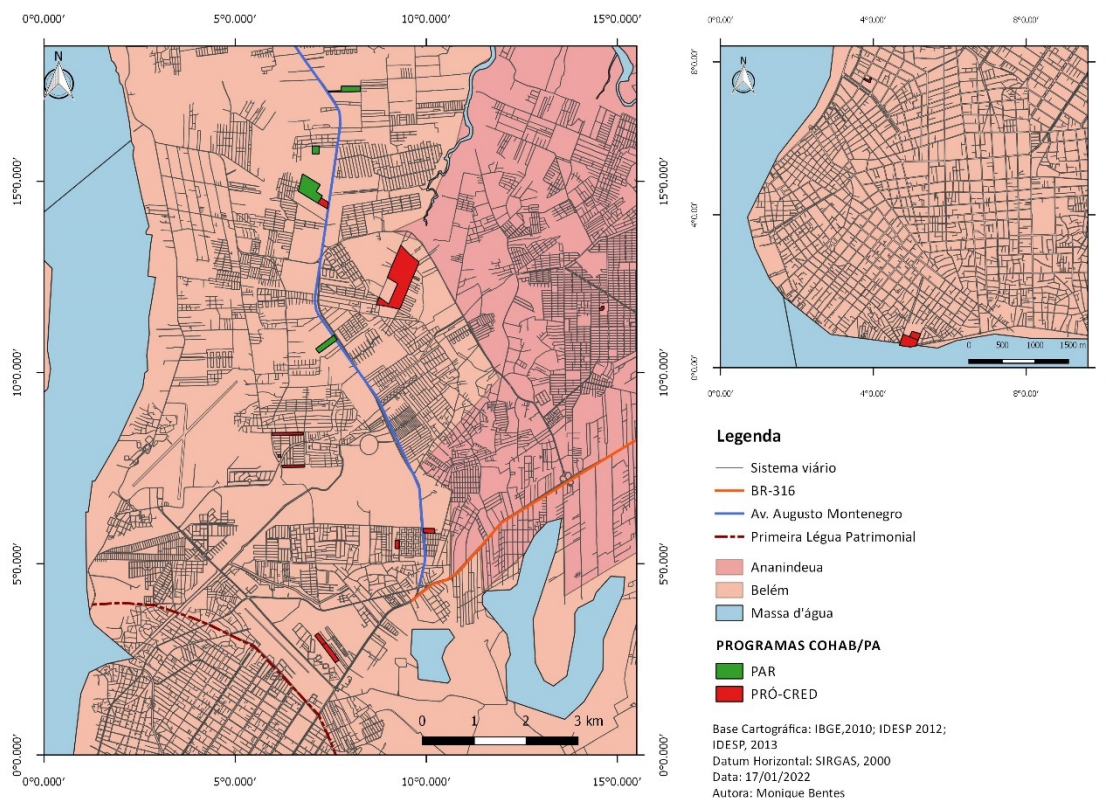 0°0.000′ 5°0.000′ 10°0.000′ 15°0.000′
N
15°0.000′ 15°0.000′
10°0.000′ 10°0.000′
5°0.000′ 5°0.000′
0°0.000′ 0°0.000′
0 1 2 3 km
0°0.000′ 5°0.000′ 10°0.000′ 15°0.000′
0°0.00′ 4°0.00′ 8°0.00′
N
8°0.00′ 8°0.00′
4°0.00′ 4°0.00′
0°0.00′ 0°0.00′
0 500 1000 1500 m
0°0.00′ 4°0.00′ 8°0.00′
Legenda
Sistema viário
BR-316
Av. Augusto Montenegro
Primeira Légua Patrimonial
Ananindeua
Belém
Massa d'água
PROGRAMAS COHAB/PA
PAR
PRÓ-CRED
Base Cartográfica: IBGE,2010; IDESP 2012;
IDESP, 2013
Datum Horizontal: SIRGAS, 2000
Data: 17/01/2022
Autora: Monique Bentes